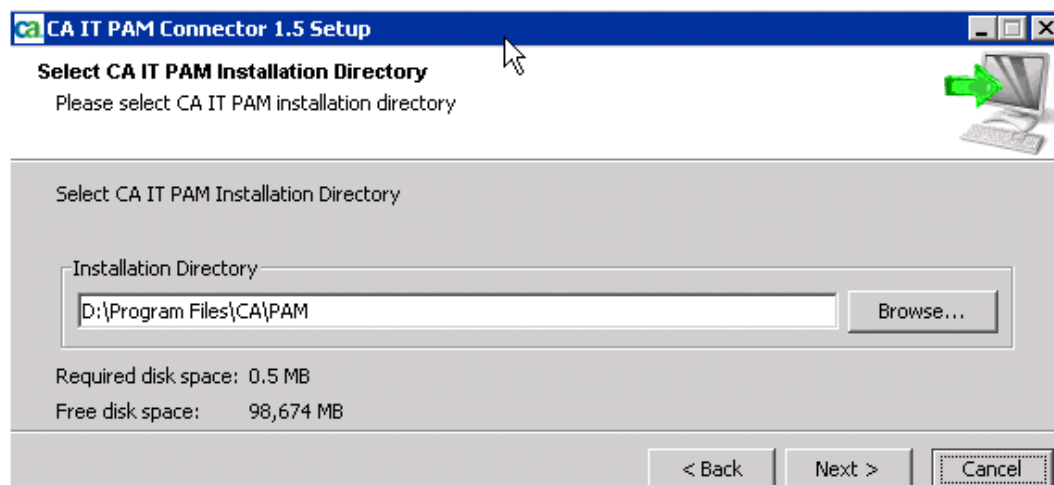 ca CA IT PAM Connector 1.5 Setup
Select CA IT PAM Installation Directory
Please select CA IT PAM installation directory
Select CA IT PAM Installation Directory
Installation Directory
D:\Program Files\CA\PAM
Browse...
Required disk space: 0.5 MB
Free disk space: 98,674 MB
< Back Next > Cancel